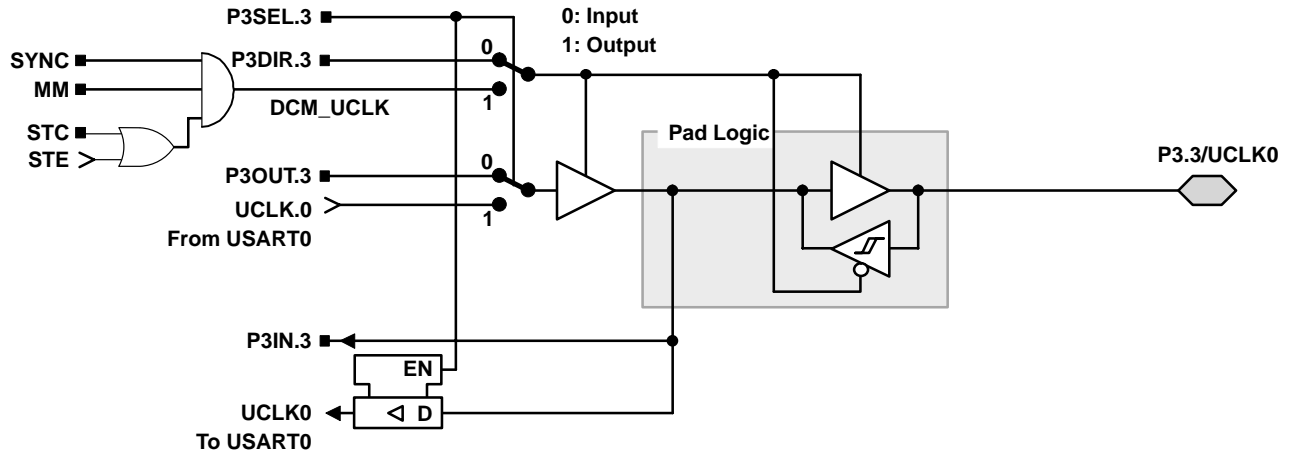 P3SEL.3
0: Input
1: Output
SYNC
P3DIR.3
0
MM
1
DCM_UCLK
STC
STE
Pad Logic
P3.3/UCLK0
P3OUT.3
0
UCLK.0
1
From USART0
P3IN.3
EN
UCLK0
D
To USART0